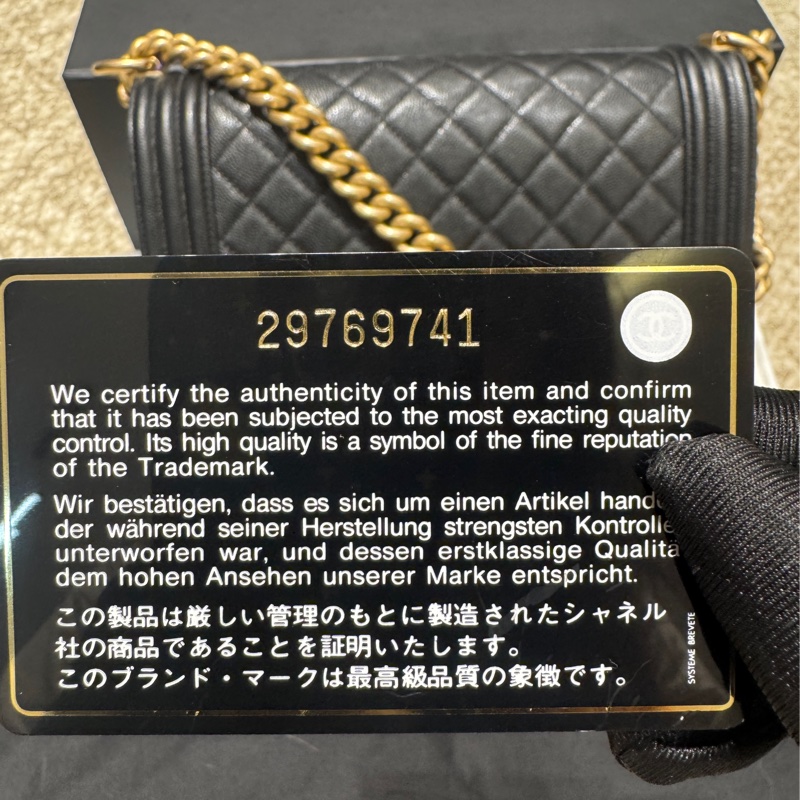 29769741
We certify the authenticity of this item and confirm
that it has been subjected to the most exacting quality
control. Its high quality is a symbol of the fine reputation
of the Trademark.
Wir bestätigen, dass es sich um einen Artikel
der während seiner Herstellung strengsten
unterworfen war, und dessen erstklassige
dem hohen Ansehen unserer Marke entspricht.
この製品は厳しい管理のもとに製造されたシャネル
社の商品であることを証明いたします。
このブランド・マークは最高級品質の象徴です。
SYSTEME BREVETE